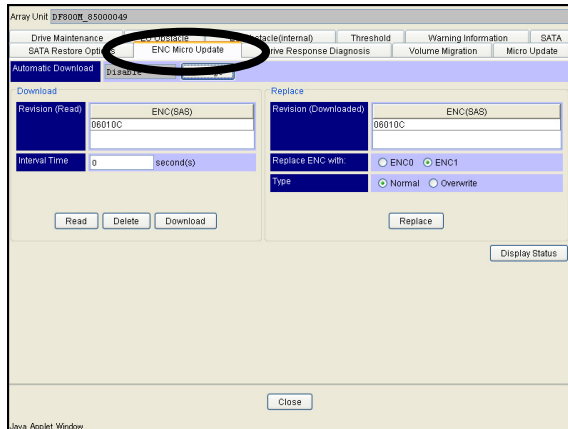 Array Unit DF800M_85000049
Drive Maintenance Obstacle (internal) Threshold Warning Information SATA
SATA Restore Options ENC Micro Update Drive Response Diagnosis Volume Migration Micro Update
Automatic Download Disable
Download Replace
Revision (Read) ENC(SAS) Revision (Downloaded) ENC(SAS)
06010C 06010C
Interval Time 0 second(s) Replace ENC with: ENC0 ENC1
Type Normal Overwrite
Read Delete Download Replace
Display Status
Close
Java Applet Window